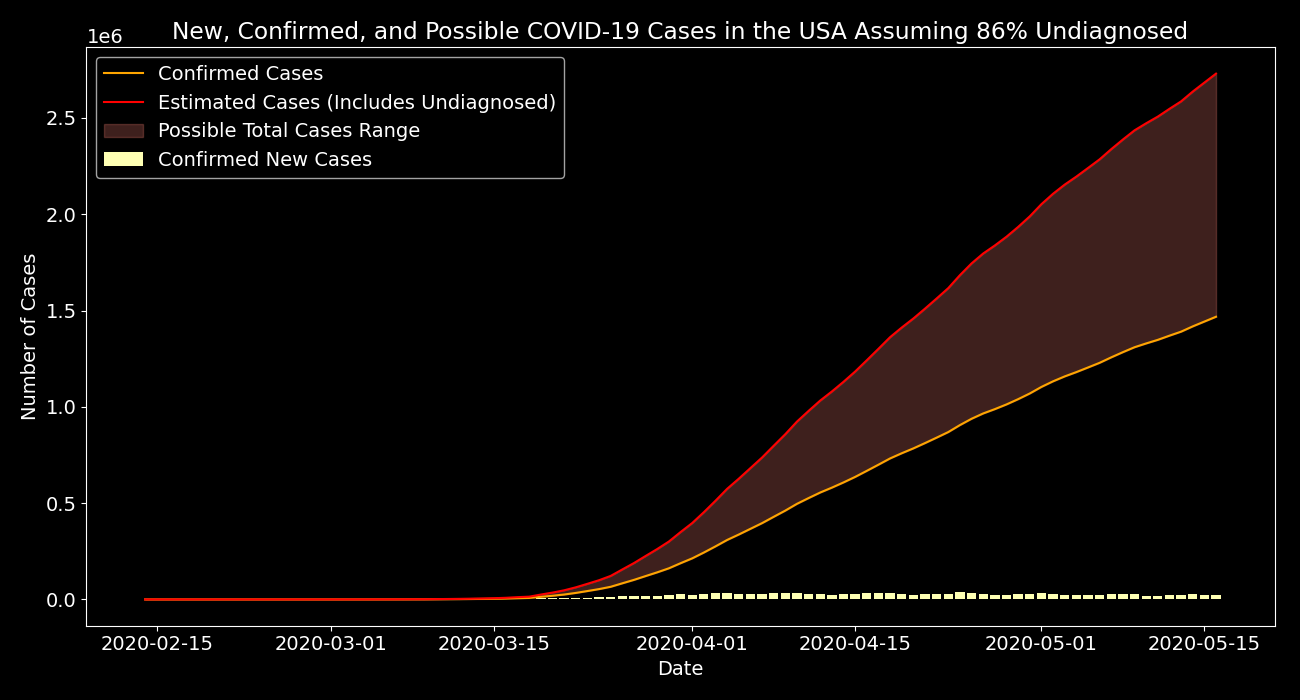 New, Confirmed, and Possible COVID-19 Cases in the USA Assuming 86% Undiagnosed
1e6
Confirmed Cases
Estimated Cases (Includes Undiagnosed)
Possible Total Cases Range
Confirmed New Cases
2.5
2.0
1.5
1.0
0.5
0.0
Number of Cases
2020-02-15 2020-03-01 2020-03-15 2020-04-01 2020-04-15 2020-05-01 2020-05-15
Date